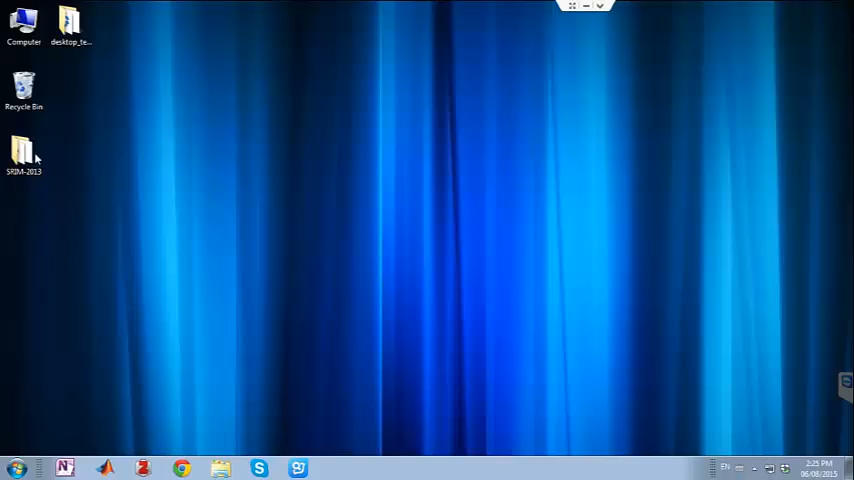 Computer
desktop_te...
Recycle Bin
SRIM-2013
EN
2:25 PM
06/08/2015